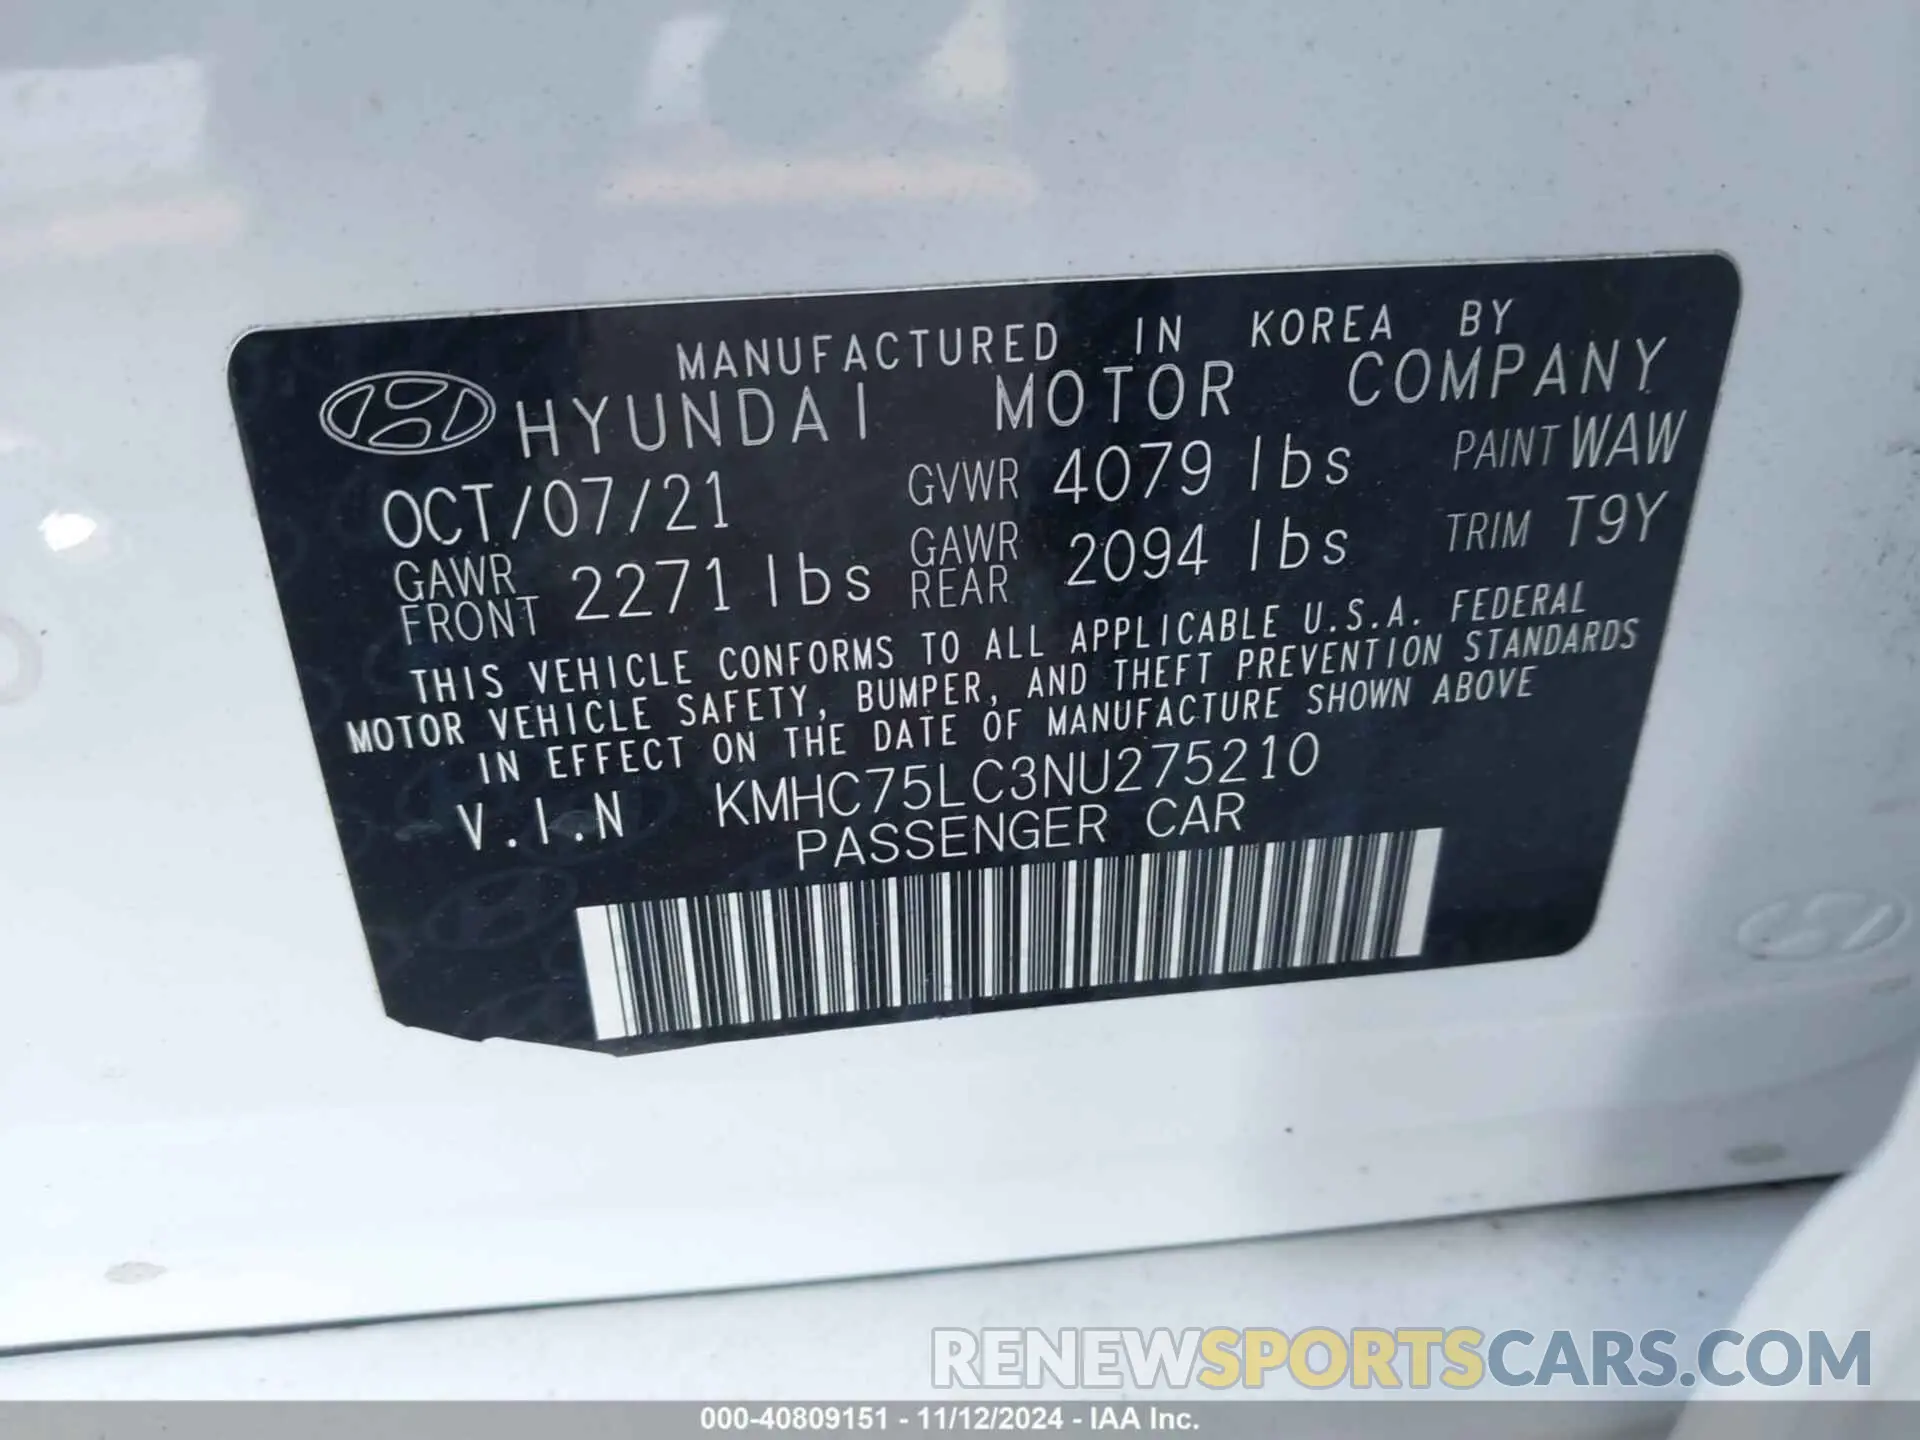 MANUFACTURED IN KOREA BY
HYUNDAI MOTOR COMPANY
OCT/07/21 GVWR 4079 lbs PAINT WAW
GAWR FRONT 2271 lbs GAWR REAR 2094 lbs TRIM T9Y
THIS VEHICLE CONFORMS TO ALL APPLICABLE U.S.A. FEDERAL
MOTOR VEHICLE SAFETY, BUMPER, AND THEFT PREVENTION STANDARDS
IN EFFECT ON THE DATE OF MANUFACTURE SHOWN ABOVE
V.I.N KMHC75LC3NU275210
PASSENGER CAR
RENEWSPORTSCARS.COM
000-40809151 - 11/12/2024 - IAA Inc.